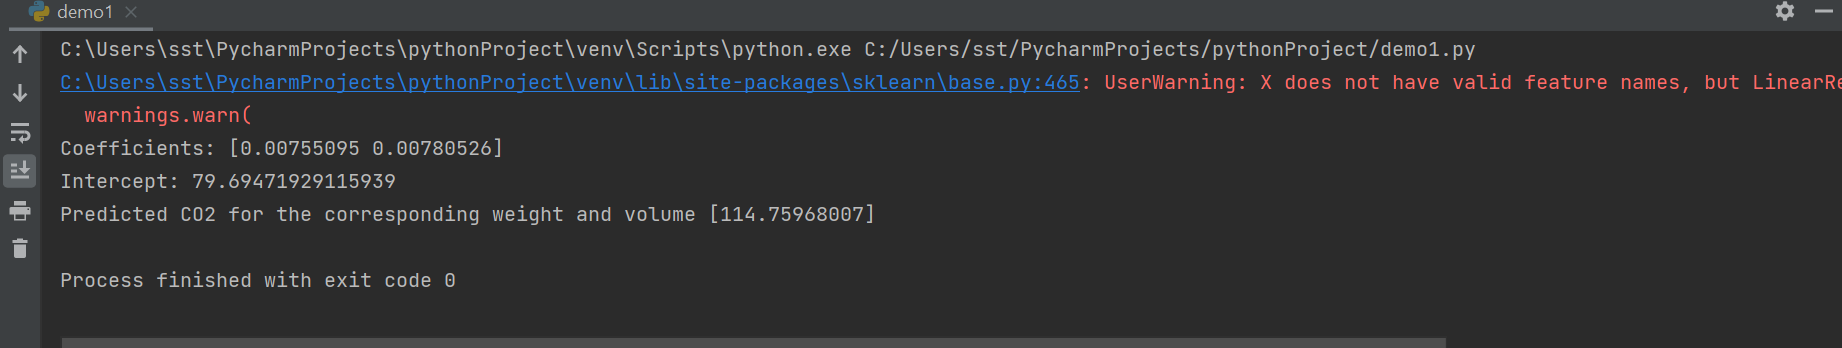 demo1
C:\Users\sst\PycharmProjects\pythonProject\venv\Scripts\python.exe C:/Users/sst/PycharmProjects/pythonProject/demo1.py
C:\Users\sst\PycharmProjects\pythonProject\venv\lib\site-packages\sklearn\base.py:465: UserWarning: X does not have valid feature names, but LinearRe
warnings.warn(
Coefficients: [0.00755095 0.00780526]
Intercept: 79.69471929115939
Predicted CO2 for the corresponding weight and volume [114.75968007]
Process finished with exit code 0